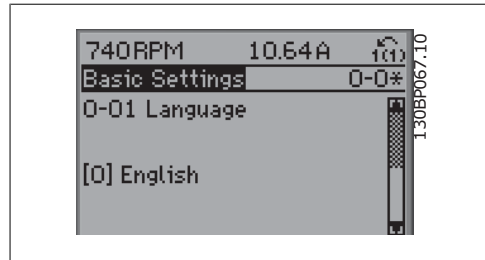 740RPM 10.64A 1(1)
Basic Settings 0-0*
0-01 Language
[0] English
130BP067.10